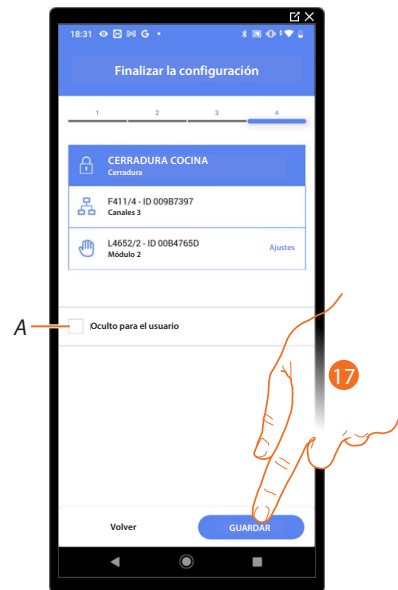 18:31 G
Finalizar la configuración
1 2 3 4
CERRADURA COCINA
Cerradura
F411/4 - ID 009B7397
Canales 3
L4652/2 - ID 00B4765D
Módulo 2
Ajustes
A
Oculto para el usuario
17
Volver
GUARDAR